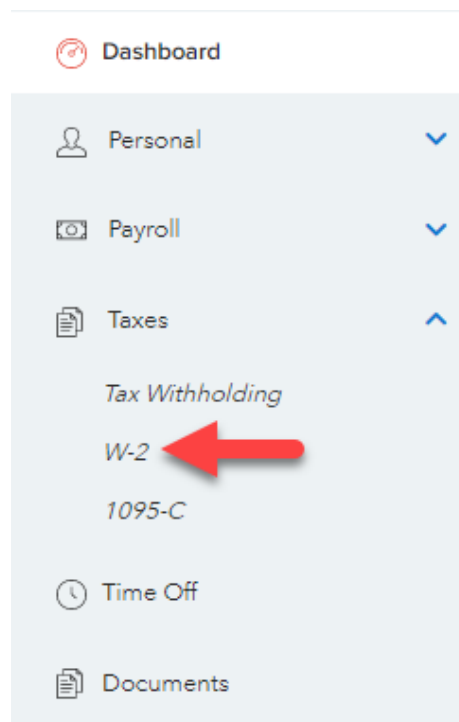 Dashboard
Personal
Payroll
Taxes
Tax Withholding
W-2
1095-C
Time Off
Documents